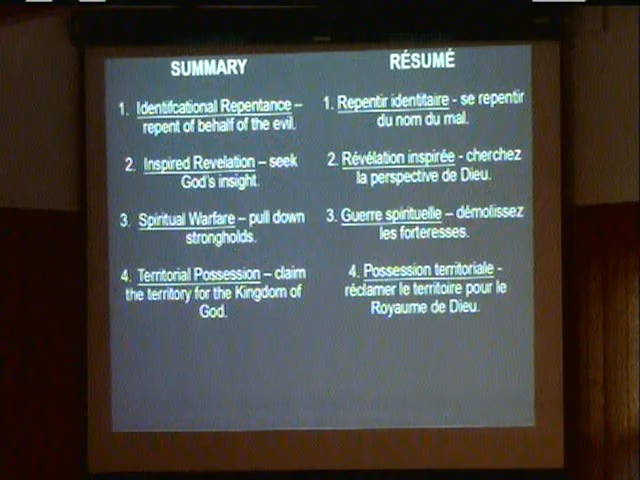 SUMMARY
1. Identifcational Repentance –
repent of behalf of the evil.
2. Inspired Revelation – seek
God's insight.
3. Spiritual Warfare – pull down
strongholds.
4. Territorial Possession – claim
the territory for the Kingdom of
God.
RÉSUMÉ
1. Repentir identitaire - se repentir
du nom du mal.
2. Révélation inspirée - cherchez
la perspective de Dieu.
3. Guerre spirituelle – démolissez
les forteresses.
4. Possession territoriale -
réclamer le territoire pour le
Royaume de Dieu.